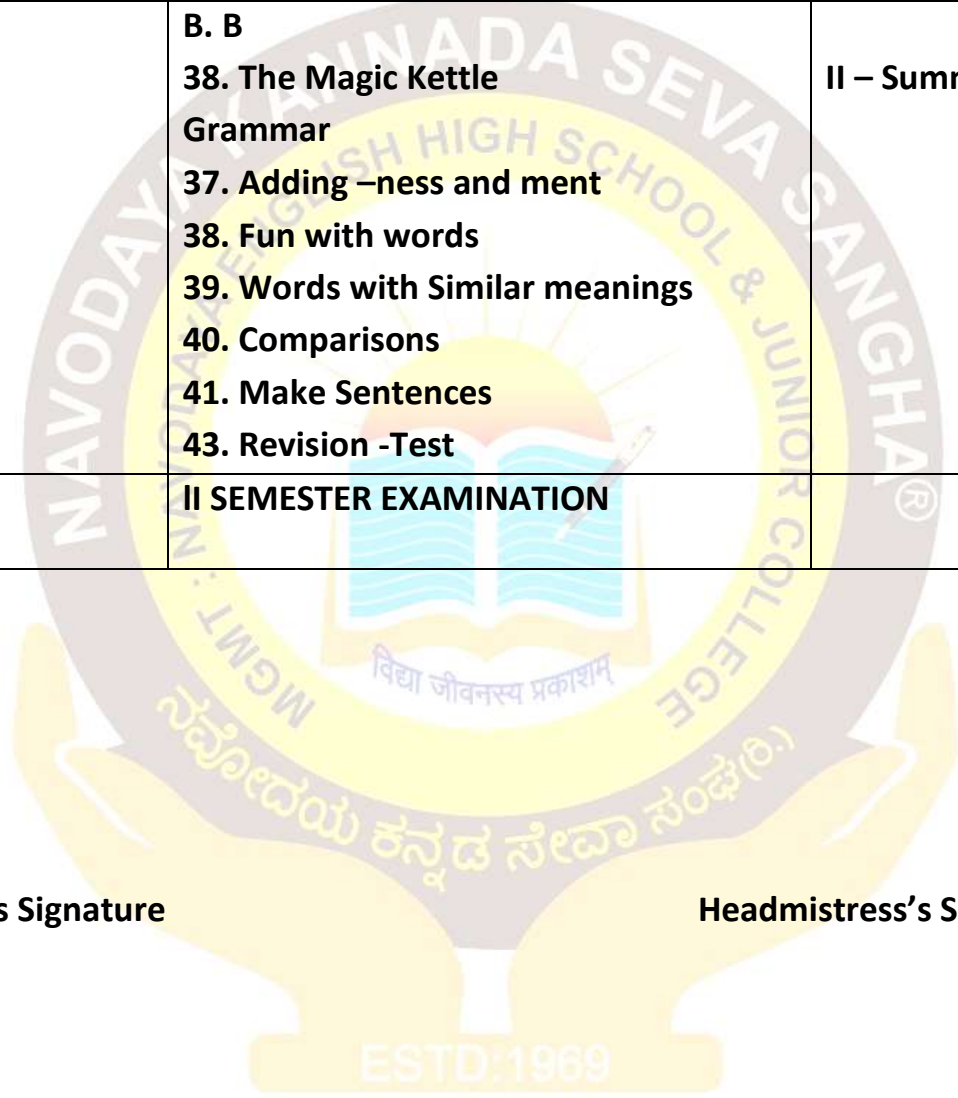 B. B
38. The Magic Kettle
II – Summ
Grammar
37. Adding –ness and ment
38. Fun with words
39. Words with Similar meanings
40. Comparisons
41. Make Sentences
43. Revision -Test
II SEMESTER EXAMINATION
s Signature
Headmistress’s S
NAVODAYA KANNADA SEVA SANGHA®
MGMT : NAVODAYA ENGLISH HIGH SCHOOL & JUNIOR COLLEGE
विद्या जीवनस्य प्रकाशम्
ನವೋದಯ ಕನ್ನಡ ಸೇವಾ ಸಂಘ(ರಿ.)
ESTD:1969